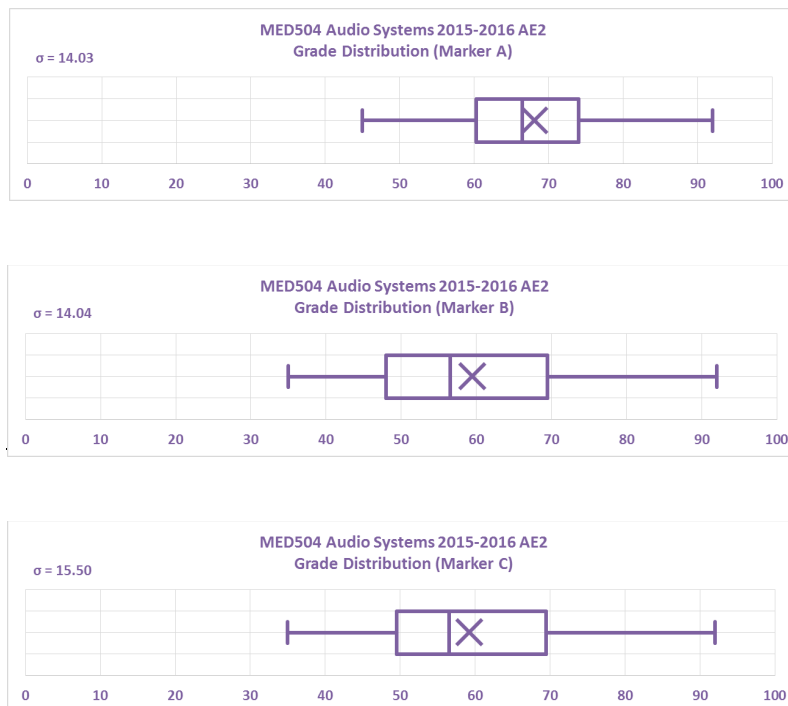 MED504 Audio Systems 2015-2016 AE2
Grade Distribution (Marker A)
σ = 14.03
0 10 20 30 40 50 60 70 80 90 100
MED504 Audio Systems 2015-2016 AE2
Grade Distribution (Marker B)
σ = 14.04
0 10 20 30 40 50 60 70 80 90 100
MED504 Audio Systems 2015-2016 AE2
Grade Distribution (Marker C)
σ = 15.50
0 10 20 30 40 50 60 70 80 90 100